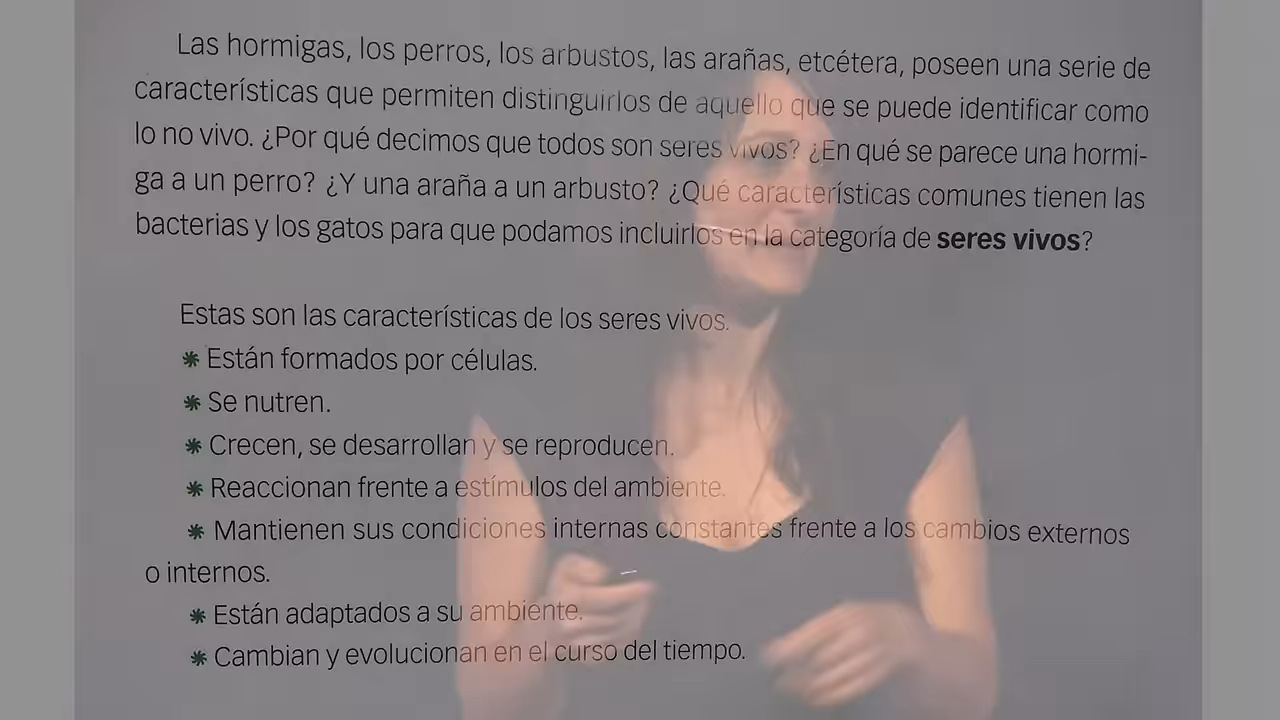 Las hormigas, los perros, los arbustos, las arañas, etcétera, poseen una serie de
características que permiten distinguirlos de aquello que se puede identificar como
lo no vivo. ¿Por qué decimos que todos son seres vivos? ¿En qué se parece una hormi-
ga a un perro? ¿Y una araña a un arbusto? ¿Qué características comunes tienen las
bacterias y los gatos para que podamos incluirlos en la categoría de seres vivos?
Estas son las características de los seres vivos.
* Están formados por células.
* Se nutren.
* Crecen, se desarrollan y se reproducen.
* Reaccionan frente a estímulos del ambiente.
* Mantienen sus condiciones internas constantes frente a los cambios externos
o internos.
* Están adaptados a su ambiente.
* Cambian y evolucionan en el curso del tiempo.